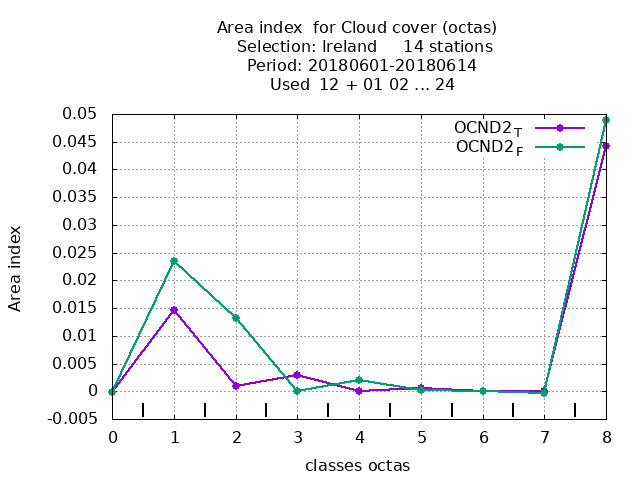 Area index  for Cloud cover (octas)
Selection: Ireland     14 stations
Period: 20180601-20180614
Used  12 + 01 02 ... 24
OCND2T
OCND2F
0.05
0.045
0.04
0.035
0.03
0.025
0.02
0.015
0.01
0.005
0
-0.005
Area index
0 1 2 3 4 5 6 7 8
classes octas